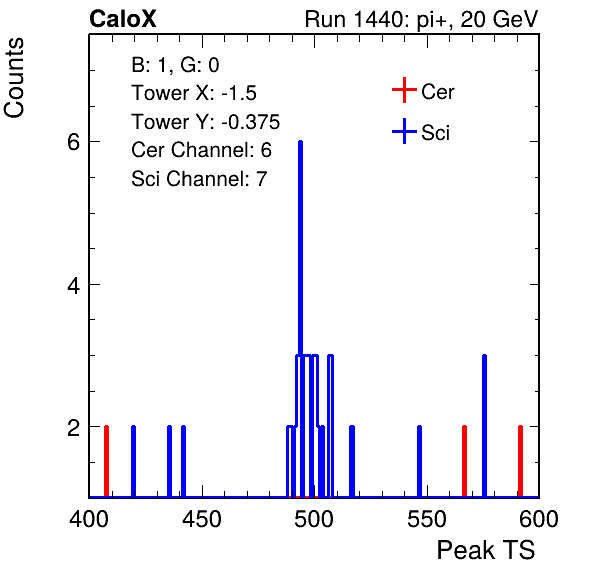 CaloX
Run 1440: pi+, 20 GeV
Counts
B: 1, G: 0
Tower X: -1.5
Tower Y: -0.375
Cer Channel: 6
Sci Channel: 7
Cer
Sci
6
4
2
400 450 500 550 600
Peak TS